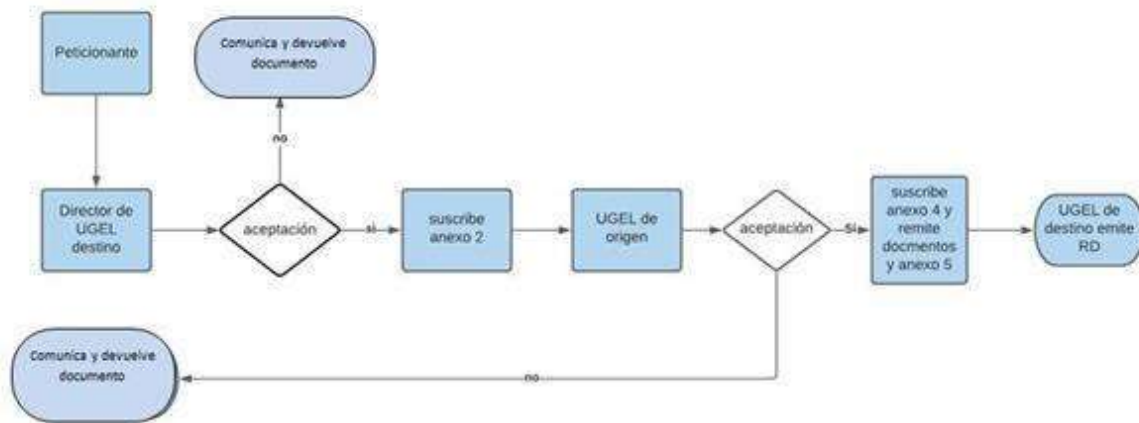 Peticionante
Comunica y devuelve
documento
no
Director de
UGEL
destino
aceptación
sì
suscribe
anexo 2
UGEL de
origen
aceptación
Si
suscribe
anexo 4 y
remite
docmentos
y anexo 5
UGEL de
destino emite
RD
Comunica y devuelve
documento
no